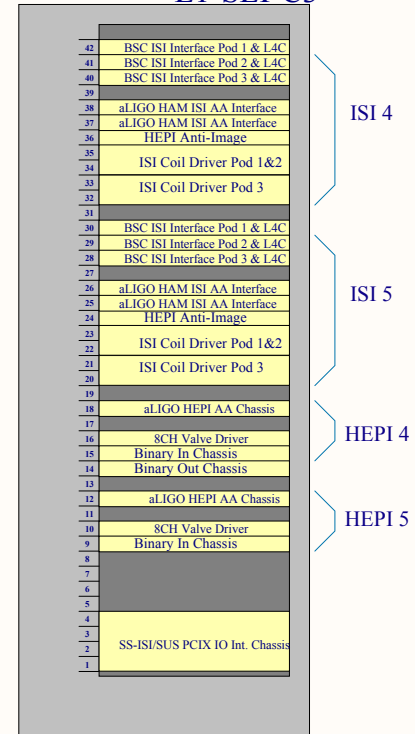 42 BSC ISI Interface Pod 1 & L4C
41 BSC ISI Interface Pod 2 & L4C
40 BSC ISI Interface Pod 3 & L4C
39
38 aLIGO HAM ISI AA Interface
37 aLIGO HAM ISI AA Interface
36 HEPI Anti-Image
35
ISI Coil Driver Pod 1&2
34
33
ISI Coil Driver Pod 3
32
ISI 4
31
30 BSC ISI Interface Pod 1 & L4C
29 BSC ISI Interface Pod 2 & L4C
28 BSC ISI Interface Pod 3 & L4C
27
26 aLIGO HAM ISI AA Interface
25 aLIGO HAM ISI AA Interface
24 HEPI Anti-Image
23
ISI Coil Driver Pod 1&2
22
21
ISI Coil Driver Pod 3
20
ISI 5
19
18 aLIGO HEPI AA Chassis
17
16 8CH Valve Driver
15 Binary In Chassis
14 Binary Out Chassis
HEPI 4
13
12 aLIGO HEPI AA Chassis
11
10 8CH Valve Driver
9 Binary In Chassis
HEPI 5
8
7
6
5
4
3
SS-ISI/SUS PCIX IO Int. Chassis
2
1